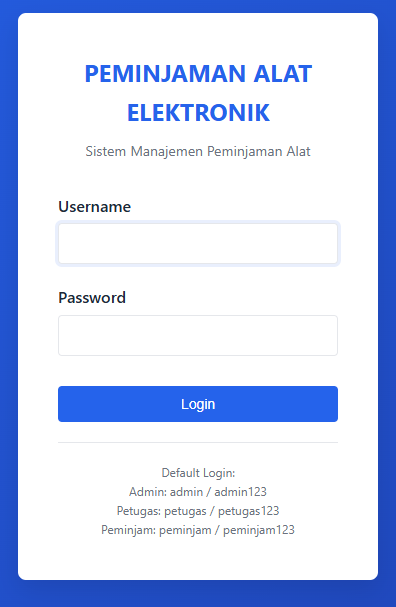 PEMINJAMAN ALAT
ELEKTRONIK
Sistem Manajemen Peminjaman Alat
Username
Password
Login
Default Login:
Admin: admin / admin123
Petugas: petugas / petugas123
Peminjam: peminjam / peminjam123